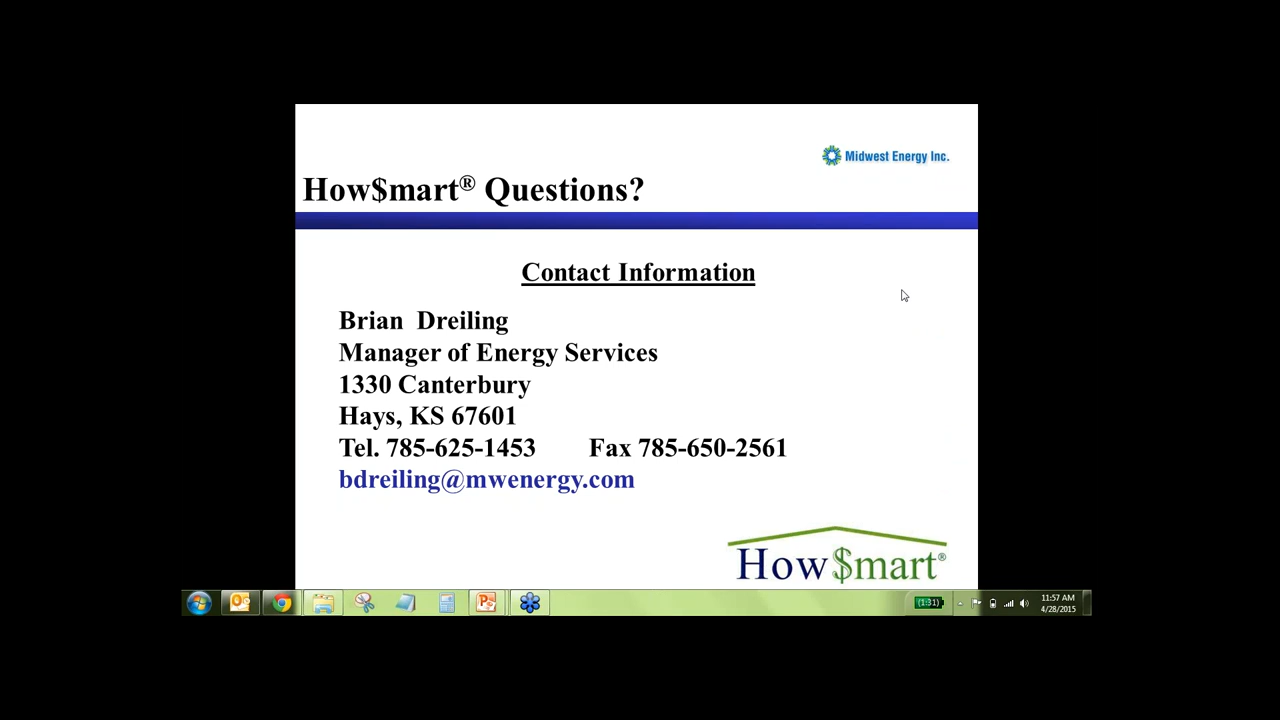 Midwest Energy Inc.
How$mart® Questions?
Contact Information
Brian Dreiling
Manager of Energy Services
1330 Canterbury
Hays, KS 67601
Tel. 785-625-1453 Fax 785-650-2561
bdreiling@mwenergy.com
How$mart®
(1:31)
11:57 AM
4/28/2015